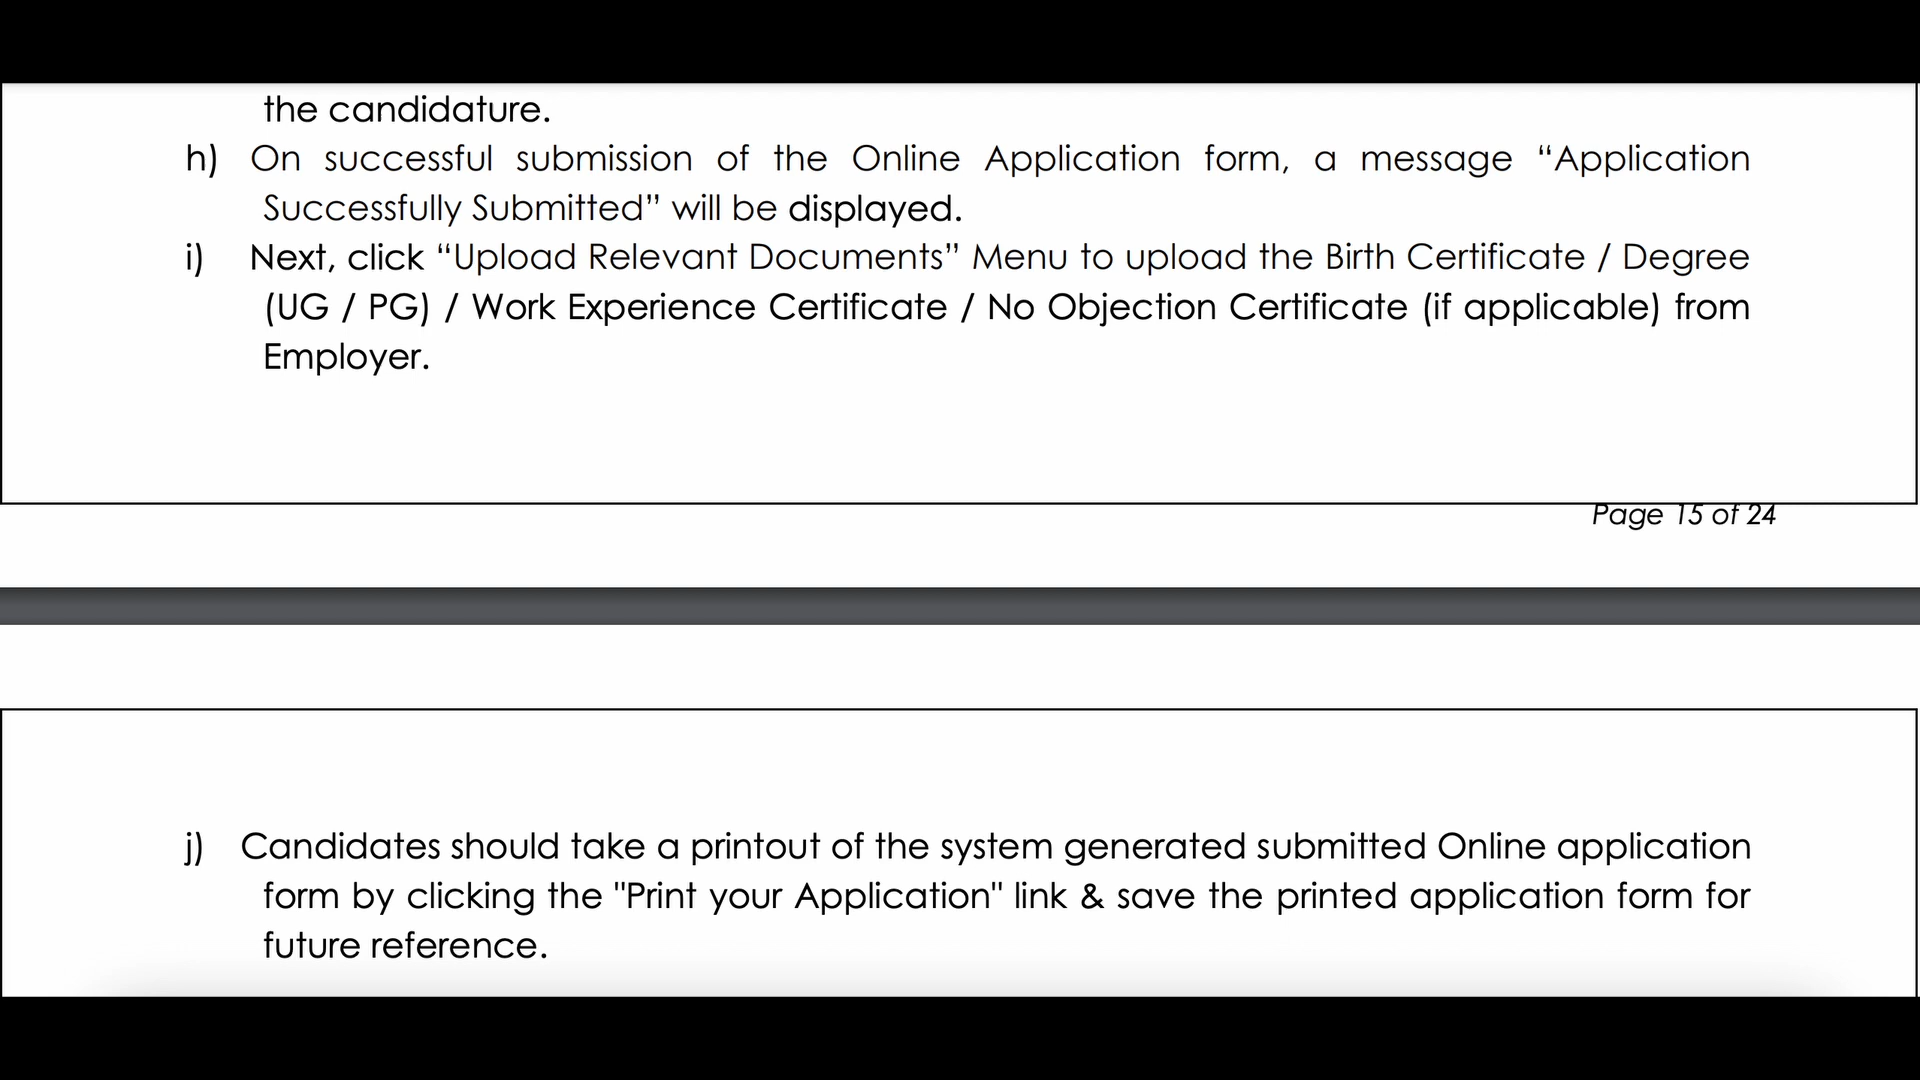 the candidature.
h) On successful submission of the Online Application form, a message “Application
Successfully Submitted” will be displayed.
i) Next, click “Upload Relevant Documents” Menu to upload the Birth Certificate / Degree
(UG / PG) / Work Experience Certificate / No Objection Certificate (if applicable) from
Employer.
Page 15 of 24
j) Candidates should take a printout of the system generated submitted Online application
form by clicking the "Print your Application" link & save the printed application form for
future reference.